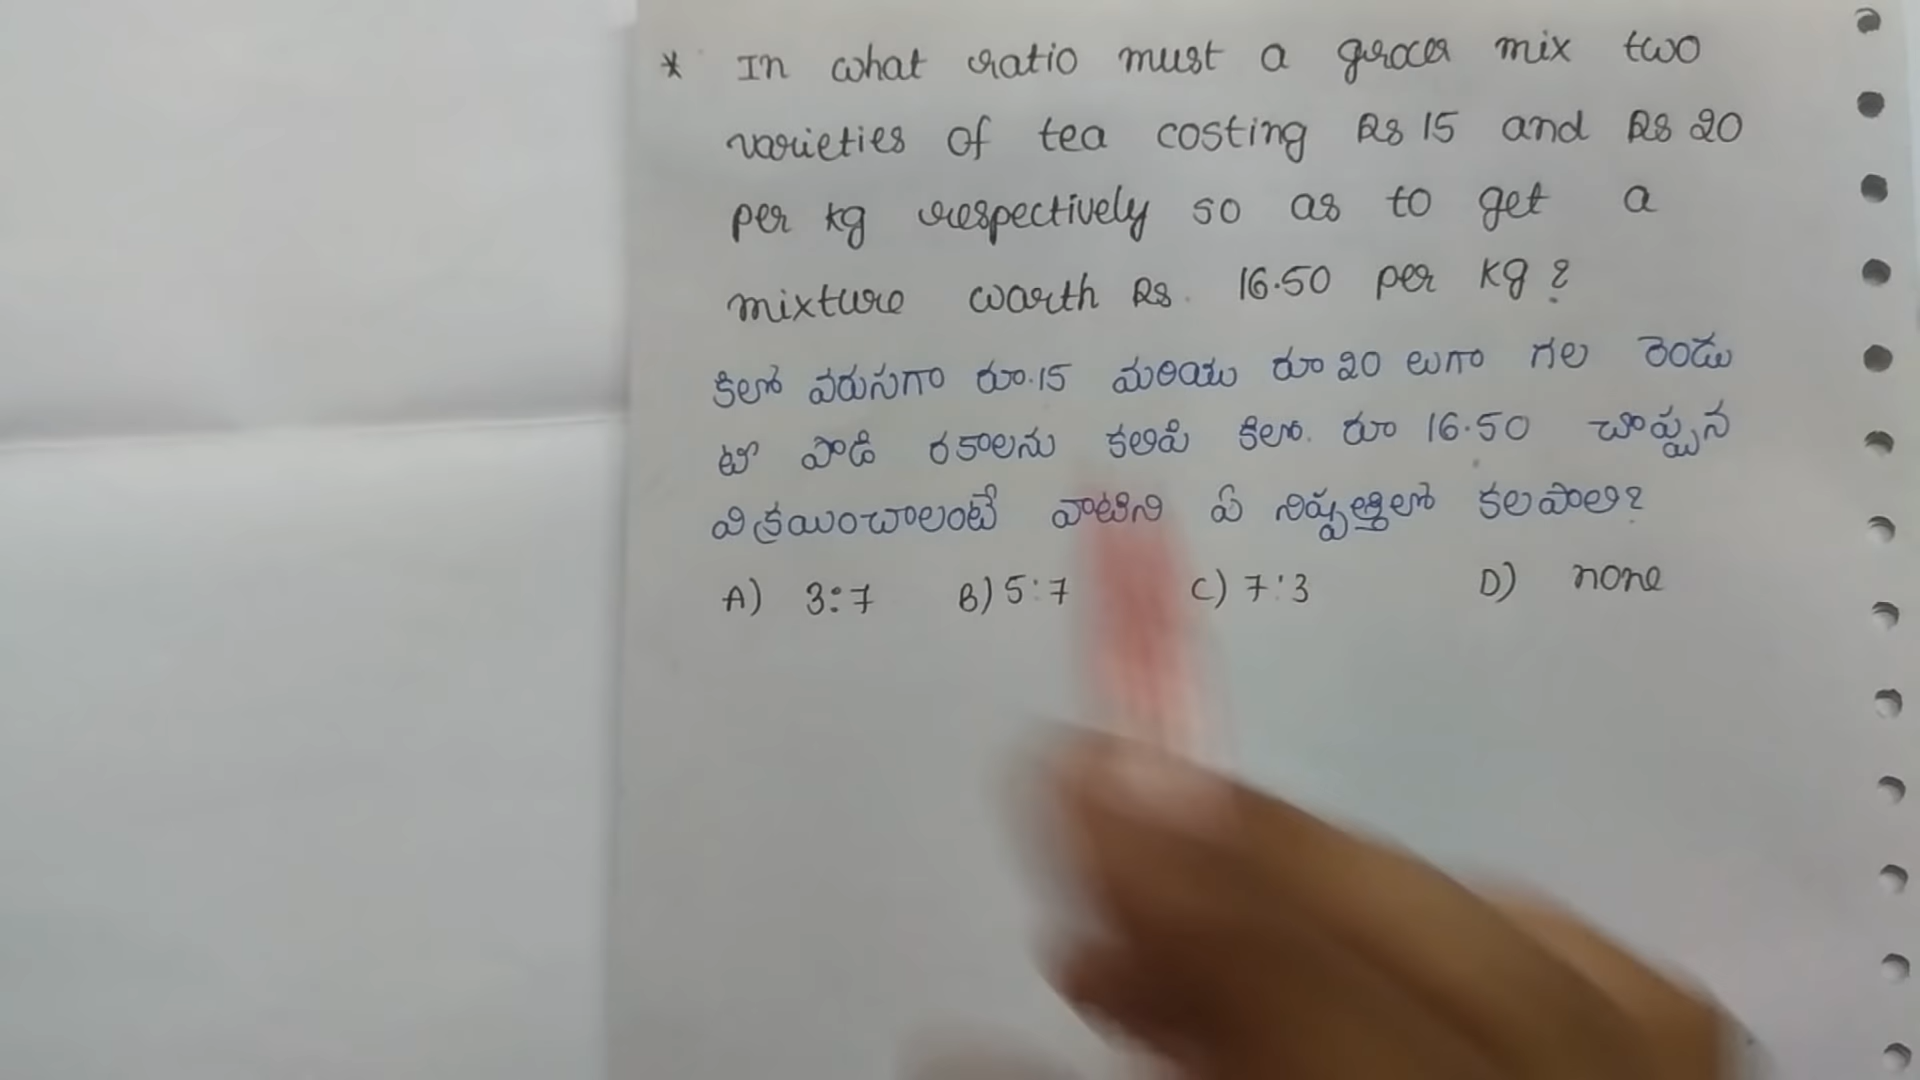 * In what ratio must a grocer mix two
varieties of tea costing Rs 15 and Rs 20
per kg respectively so as to get a
mixture worth Rs. 16.50 per kg?
కిలో వరుసగా రూ.15 మరియు రూ 20 లుగా గల రెండు
టీ పొడి రకాలను కలిపి కిలో. రూ 16.50 చొప్పున
విక్రయించాలంటే వాటిని ఏ నిష్పత్తిలో కలపాలి?
A) 3:7 B) 5:7 C) 7:3 D) none